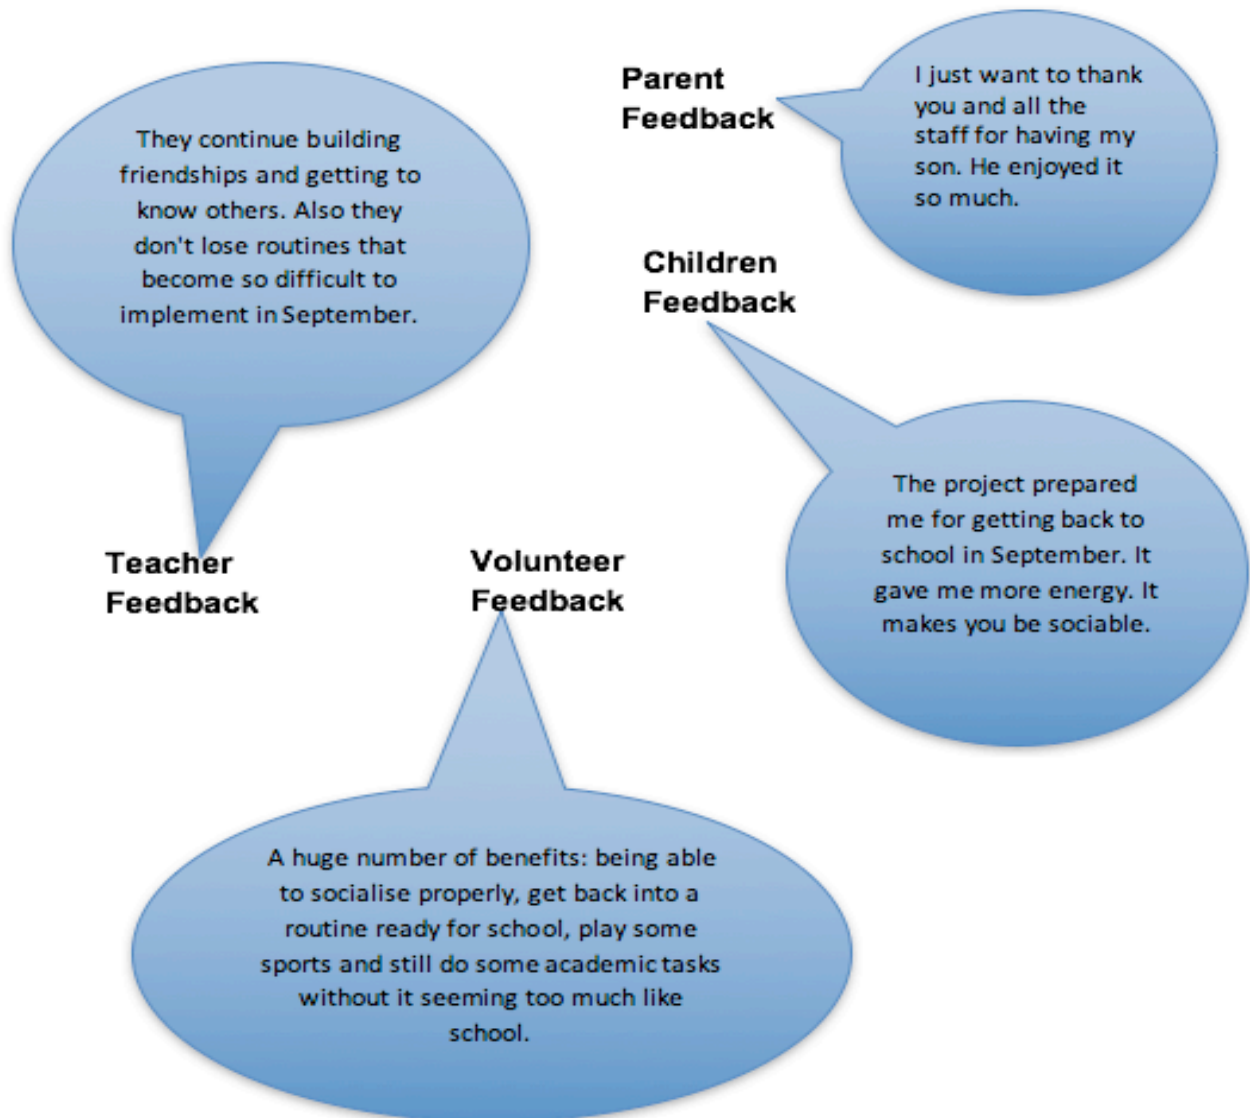 They continue building
friendships and getting to
know others. Also they
don't lose routines that
become so difficult to
implement in September.
Teacher
Feedback
Parent
Feedback
I just want to thank
you and all the
staff for having my
son. He enjoyed it
so much.
Children
Feedback
The project prepared
me for getting back to
school in September. It
gave me more energy. It
makes you be sociable.
Volunteer
Feedback
A huge number of benefits: being able
to socialise properly, get back into a
routine ready for school, play some
sports and still do some academic tasks
without it seeming too much like
school.